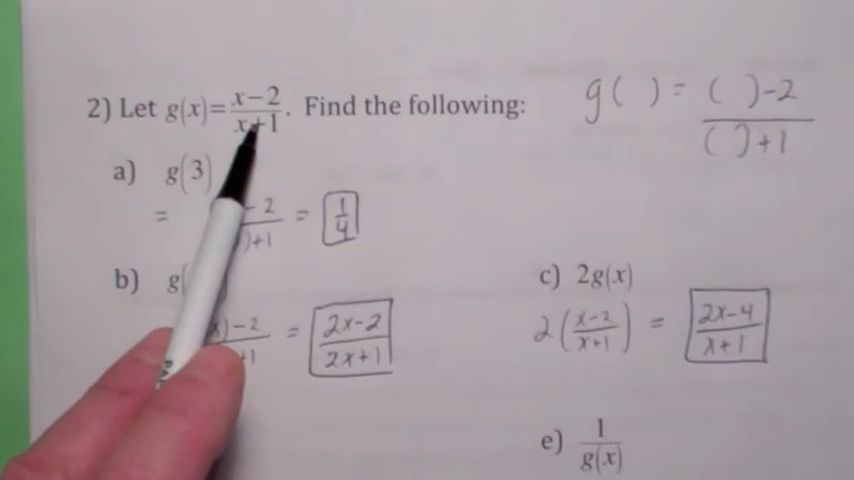 2) Let g(x)=(x−2)/(x+1). Find the following:
g( ) = (( )-2)/(( )+1)
a) g(3)
= -2 / )+1 = 1/4
b) g(
c) 2g(x)
)-2 / +1 = (2x-2)/(2x+1)
2((x-2)/(x+1)) = (2x-4)/(x+1)
e) 1/g(x)